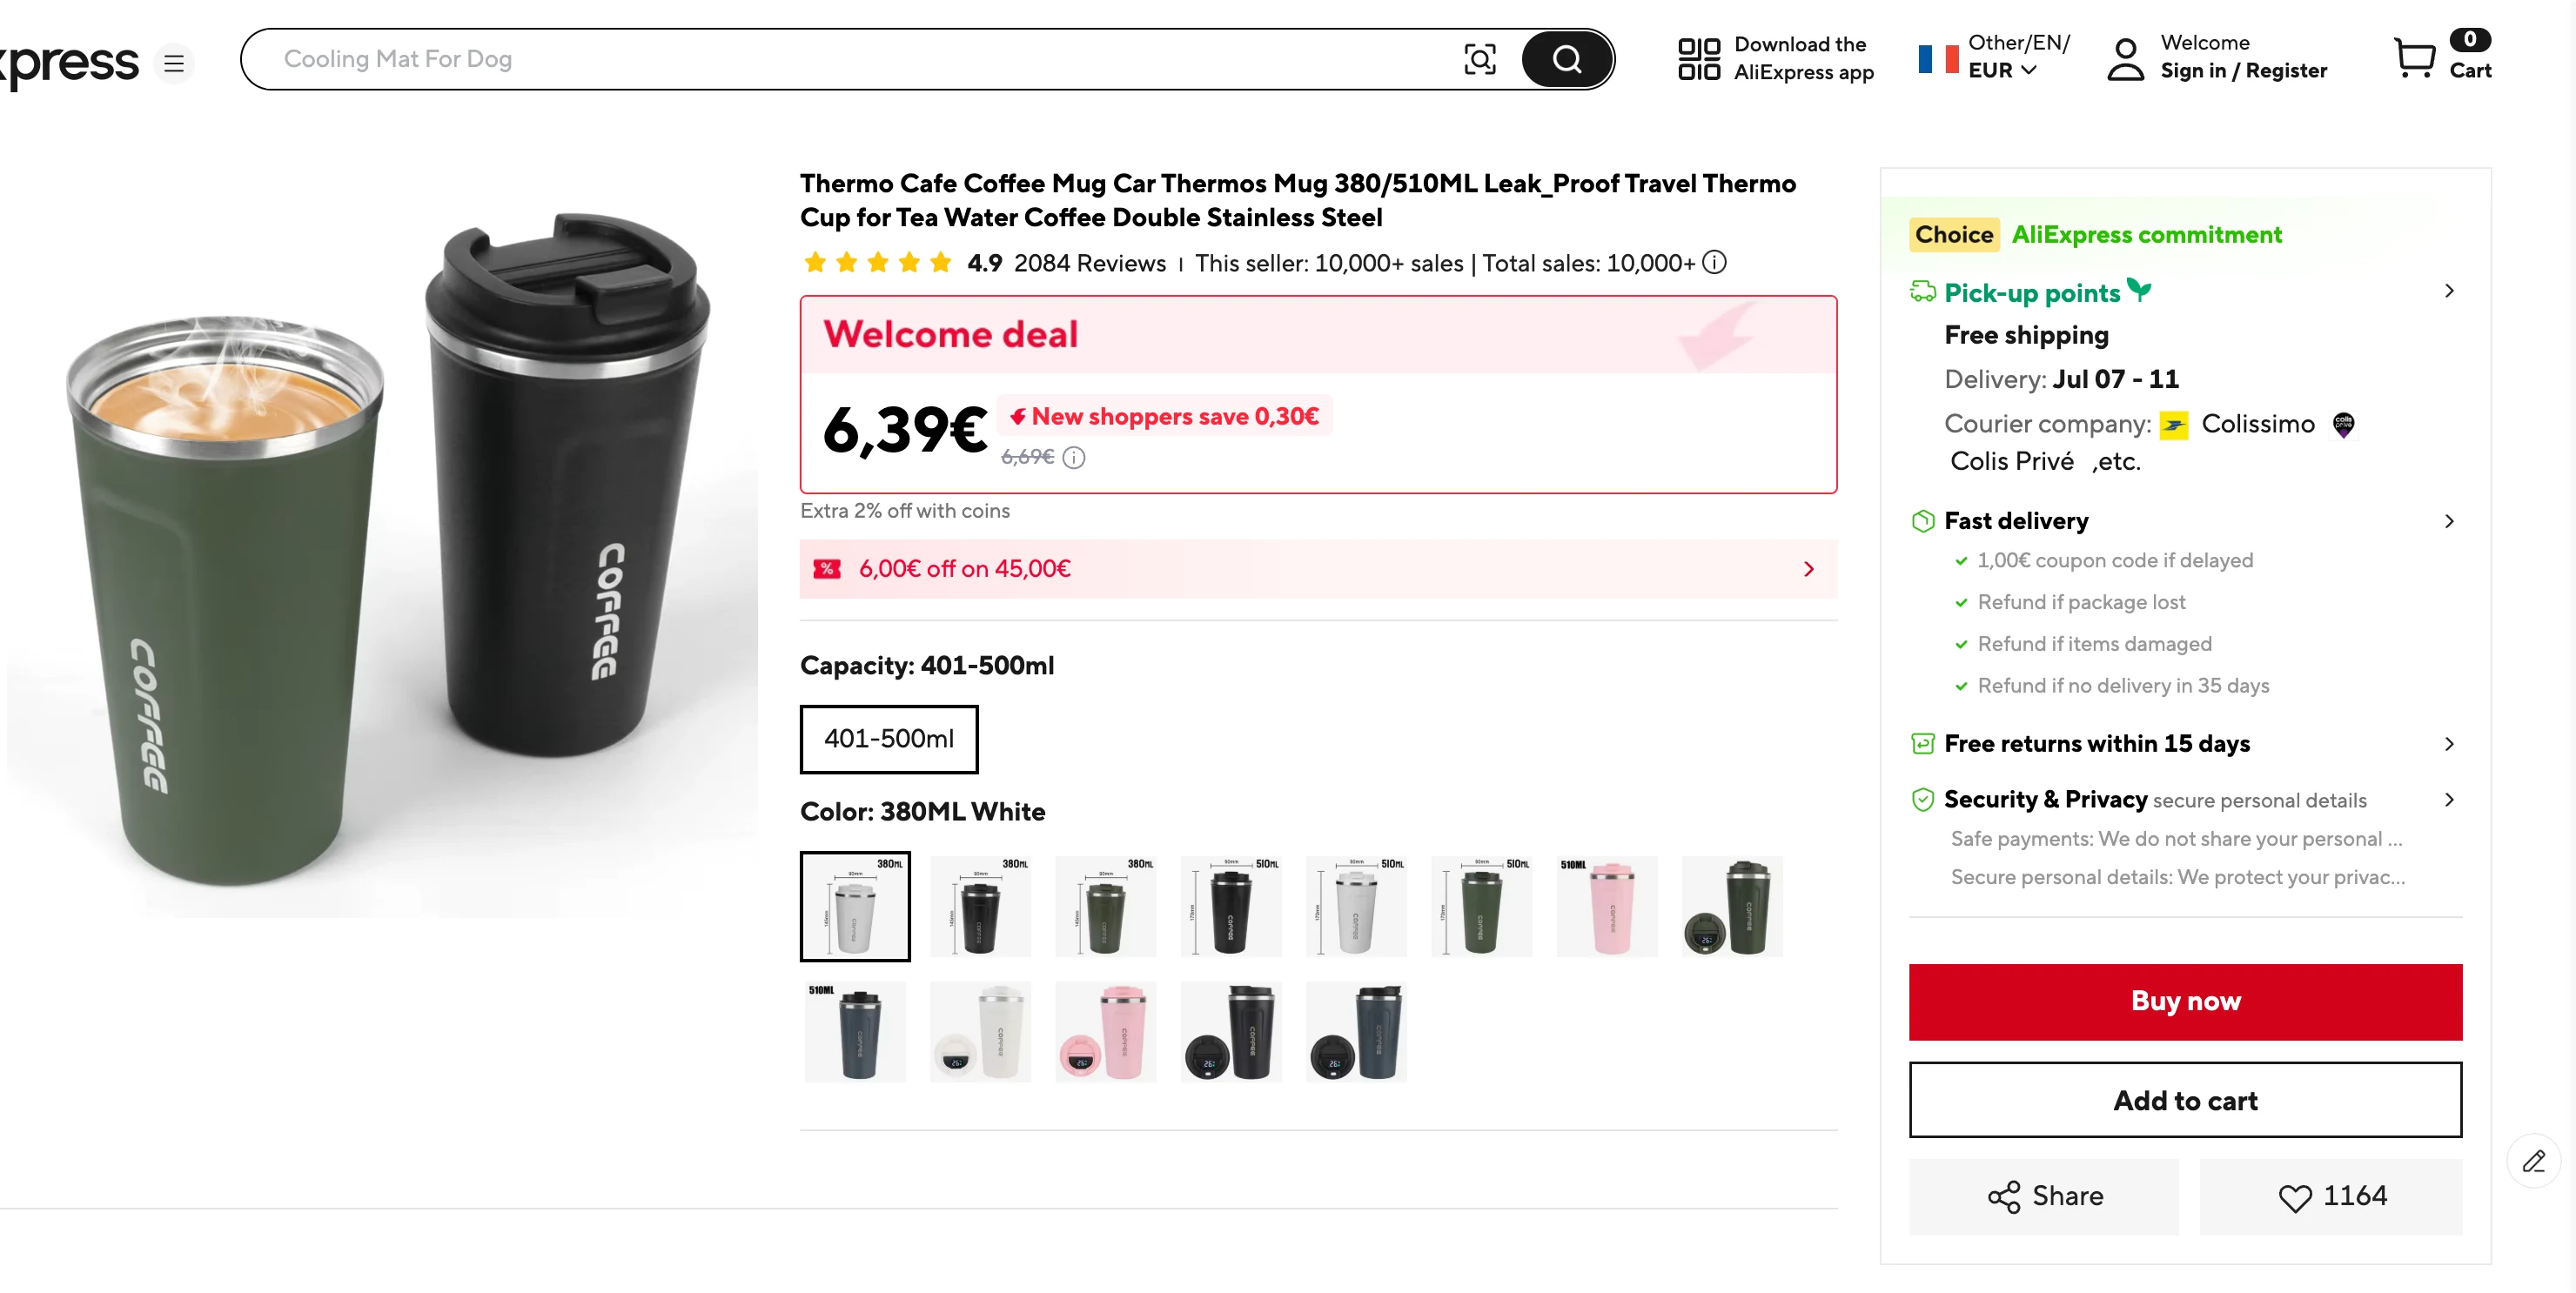 xpress
Cooling Mat For Dog
Download the
AliExpress app
Other/EN/
EUR
Welcome
Sign in / Register
0
Cart
COFFEE
COFFEE
Thermo Cafe Coffee Mug Car Thermos Mug 380/510ML Leak_Proof Travel Thermo
Cup for Tea Water Coffee Double Stainless Steel
4.9 2084 Reviews | This seller: 10,000+ sales | Total sales: 10,000+
Welcome deal
6,39€ New shoppers save 0,30€
6,69€
Extra 2% off with coins
% 6,00€ off on 45,00€
Capacity: 401-500ml
401-500ml
Color: 380ML White
380ML
380ML
380ML
510ML
510ML
510ML
510ML
510ML
Choice AliExpress commitment
Pick-up points
Free shipping
Delivery: Jul 07 - 11
Courier company: Colissimo
Colis Privé ,etc.
Fast delivery
1,00€ coupon code if delayed
Refund if package lost
Refund if items damaged
Refund if no delivery in 35 days
Free returns within 15 days
Security & Privacy secure personal details
Safe payments: We do not share your personal ...
Secure personal details: We protect your privac...
Buy now
Add to cart
Share
1164